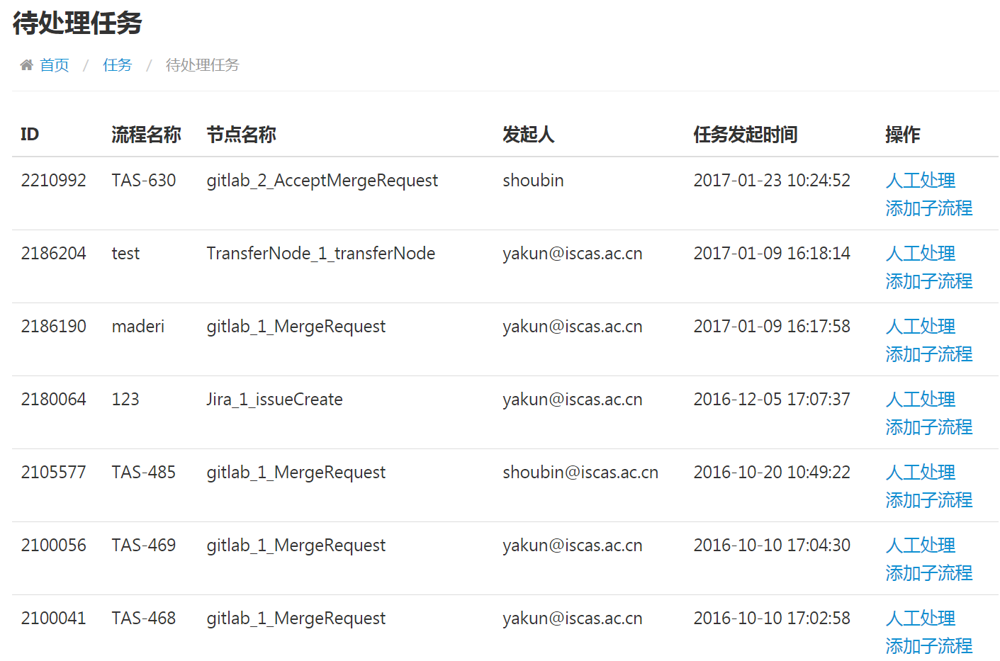 待处理任务
首页 / 任务 / 待处理任务
ID 流程名称 节点名称 发起人 任务发起时间 操作
2210992 TAS-630 gitlab_2_AcceptMergeRequest shoubin 2017-01-23 10:24:52 人工处理
添加子流程
2186204 test TransferNode_1_transferNode yakun@iscas.ac.cn 2017-01-09 16:18:14 人工处理
添加子流程
2186190 maderi gitlab_1_MergeRequest yakun@iscas.ac.cn 2017-01-09 16:17:58 人工处理
添加子流程
2180064 123 Jira_1_issueCreate yakun@iscas.ac.cn 2016-12-05 17:07:37 人工处理
添加子流程
2105577 TAS-485 gitlab_1_MergeRequest shoubin@iscas.ac.cn 2016-10-20 10:49:22 人工处理
添加子流程
2100056 TAS-469 gitlab_1_MergeRequest yakun@iscas.ac.cn 2016-10-10 17:04:30 人工处理
添加子流程
2100041 TAS-468 gitlab_1_MergeRequest yakun@iscas.ac.cn 2016-10-10 17:02:58 人工处理
添加子流程